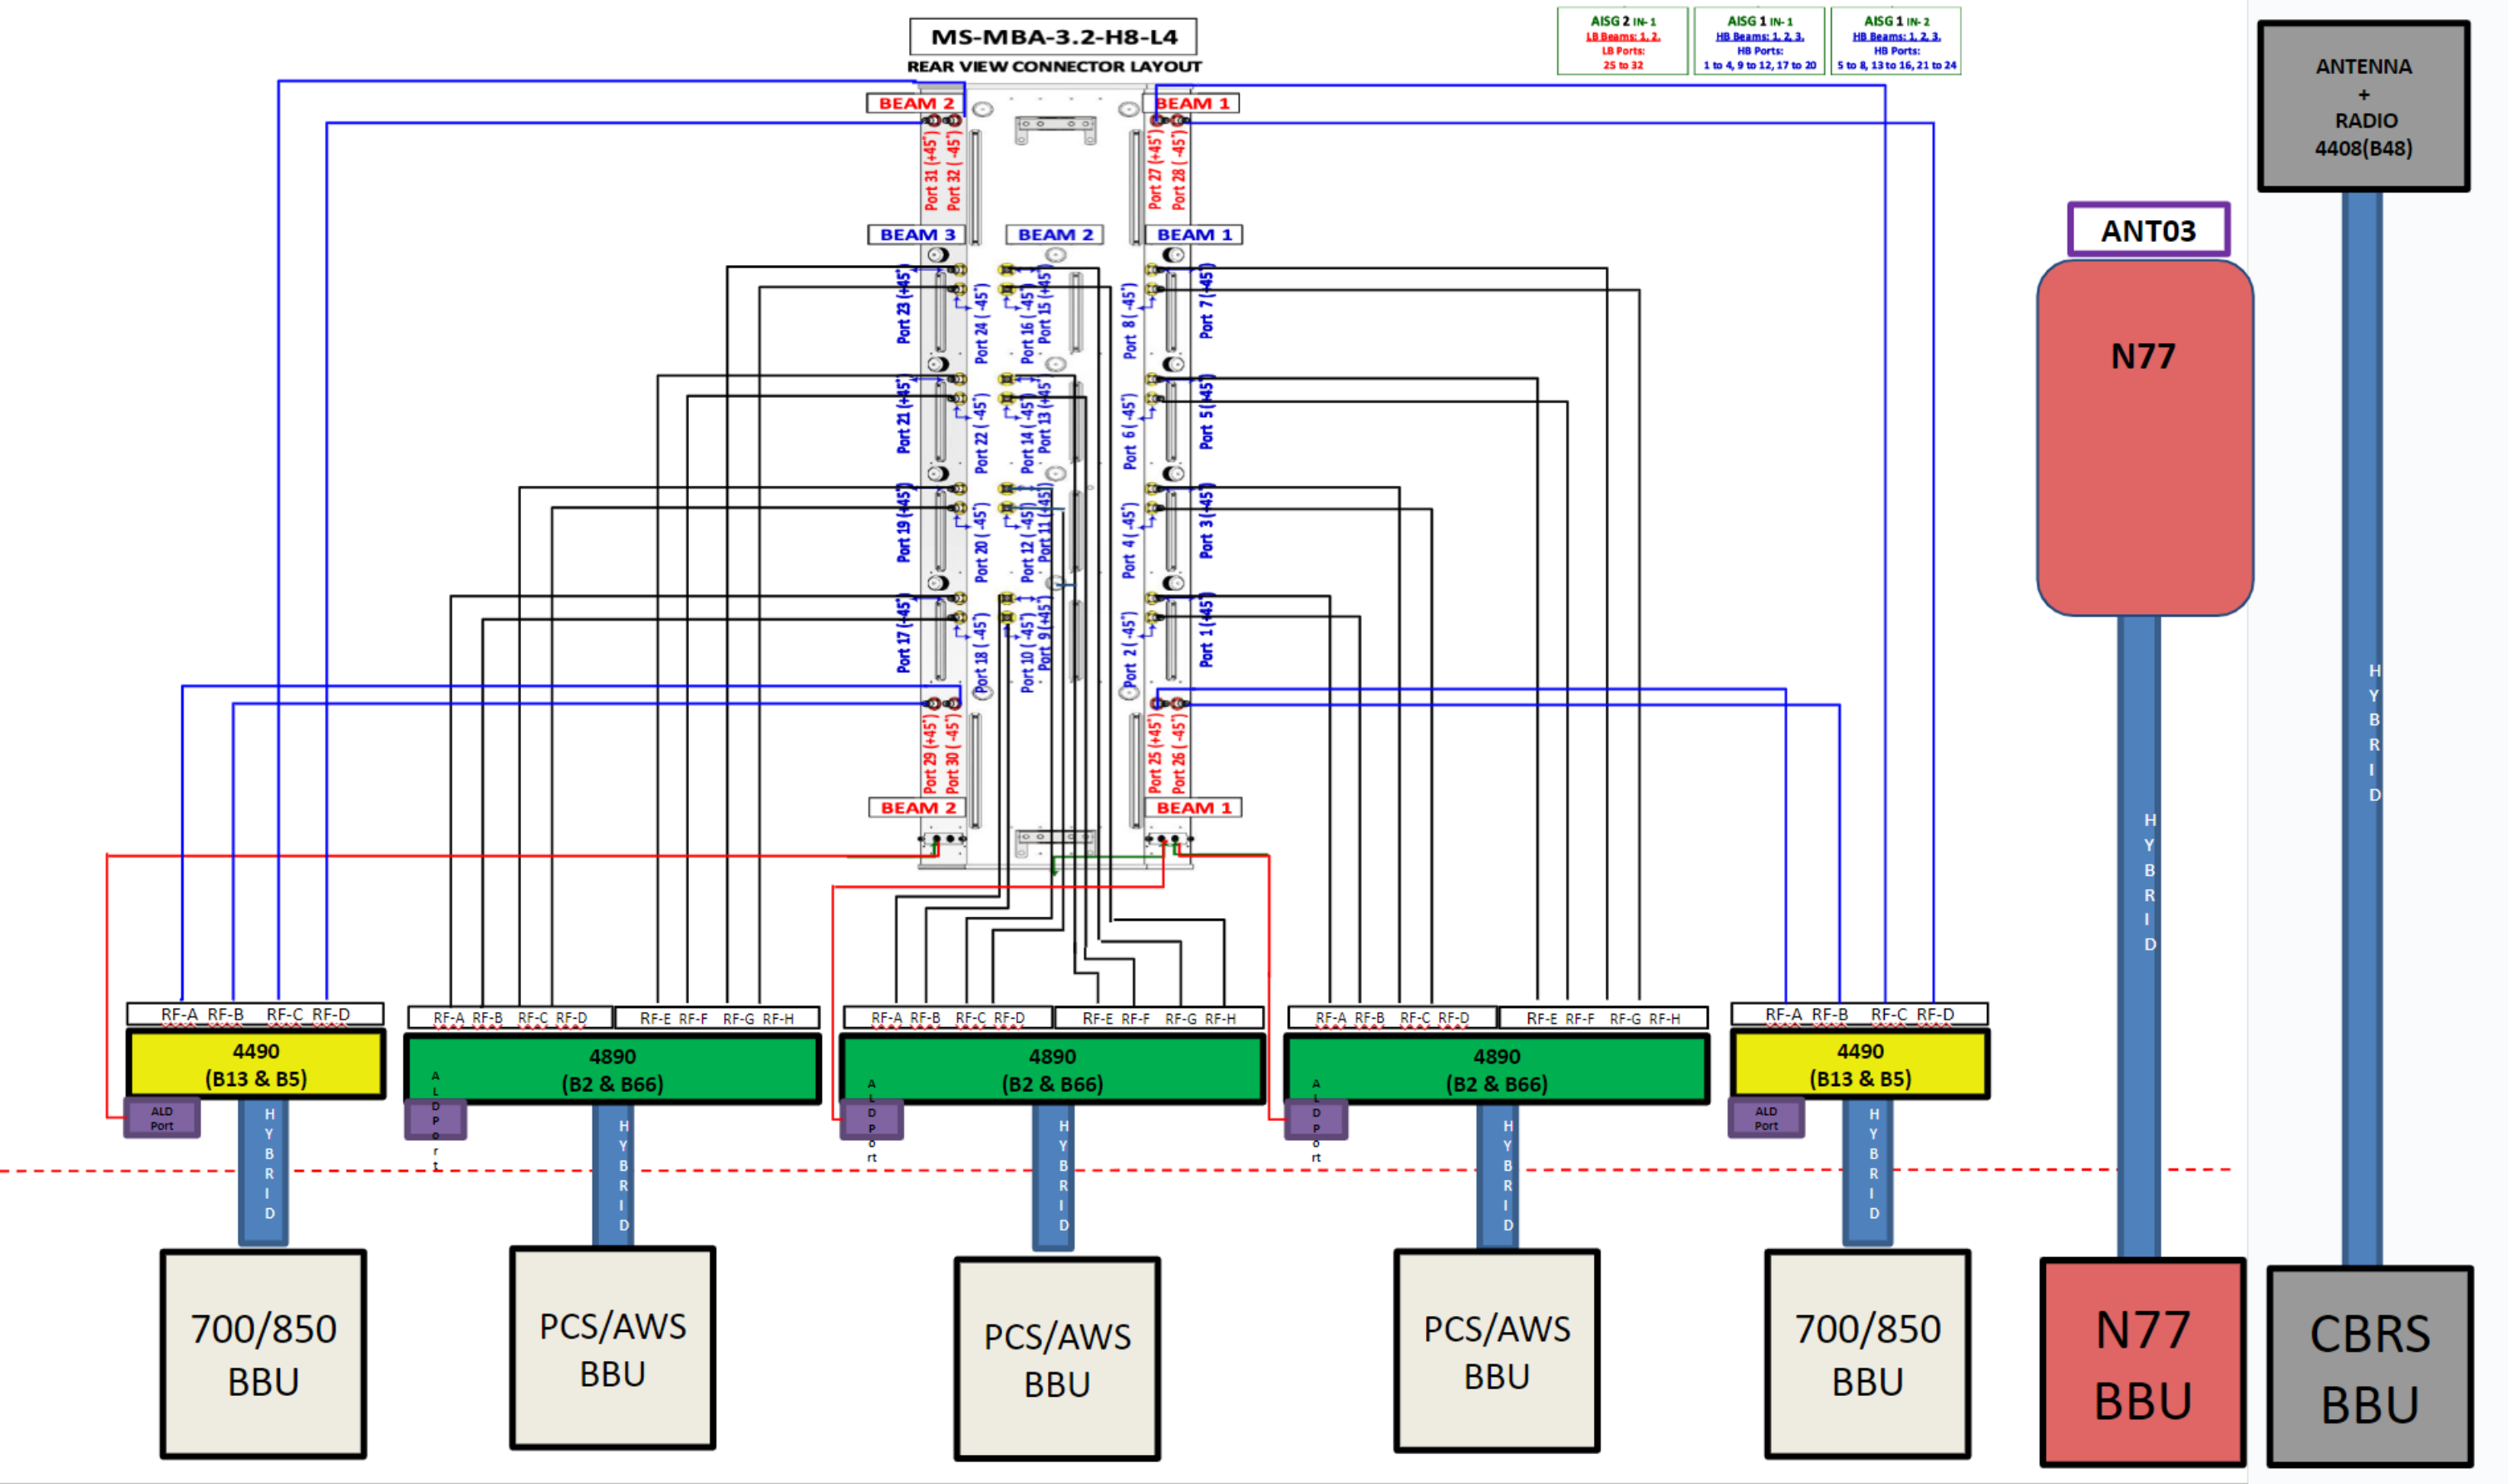 MS-MBA-3.2-H8-L4
REAR VIEW CONNECTOR LAYOUT
AISG 2 IN- 1
LB Beams: 1, 2.
LB Ports:
25 to 32
AISG 1 IN- 1
HB Beams: 1, 2, 3.
HB Ports:
1 to 4, 9 to 12, 17 to 20
AISG 1 IN- 2
HB Beams: 1, 2, 3.
HB Ports:
5 to 8, 13 to 16, 21 to 24
ANTENNA
+
RADIO
4408(B48)
BEAM 2
BEAM 1
Port 31 (+45°)
Port 32 ( -45°)
Port 27 (+45°)
Port 28 ( -45°)
ANT03
N77
BEAM 3
BEAM 2
BEAM 1
Port 23 (+45°)
Port 24 ( -45°)
Port 16 ( -45°)
Port 15 (+45°)
Port 8 ( -45°)
Port 7 (+45°)
Port 21 (+45°)
Port 22 ( -45°)
Port 14 ( -45°)
Port 13 (+45°)
Port 6 ( -45°)
Port 5 (+45°)
Port 19 (+45°)
Port 20 ( -45°)
Port 12 ( -45°)
Port 11 (+45°)
Port 4 ( -45°)
Port 3 (+45°)
Port 17 (+45°)
Port 18 ( -45°)
Port 10 ( -45°)
Port 9 (+45°)
Port 2 ( -45°)
Port 1 (+45°)
Port 29 (+45°)
Port 30 ( -45°)
Port 25 (+45°)
Port 26 ( -45°)
BEAM 2
BEAM 1
HYBRID
HYBRID
RF-A RF-B RF-C RF-D
4490
(B13 & B5)
ALD
Port
HYBRID
700/850
BBU
RF-A RF-B RF-C RF-D
RF-E RF-F RF-G RF-H
4890
(B2 & B66)
ALD Port
HYBRID
PCS/AWS
BBU
RF-A RF-B RF-C RF-D
RF-E RF-F RF-G RF-H
4890
(B2 & B66)
ALD Port
HYBRID
PCS/AWS
BBU
RF-A RF-B RF-C RF-D
RF-E RF-F RF-G RF-H
4890
(B2 & B66)
ALD Port
HYBRID
PCS/AWS
BBU
RF-A RF-B RF-C RF-D
4490
(B13 & B5)
ALD
Port
HYBRID
700/850
BBU
N77
BBU
CBRS
BBU